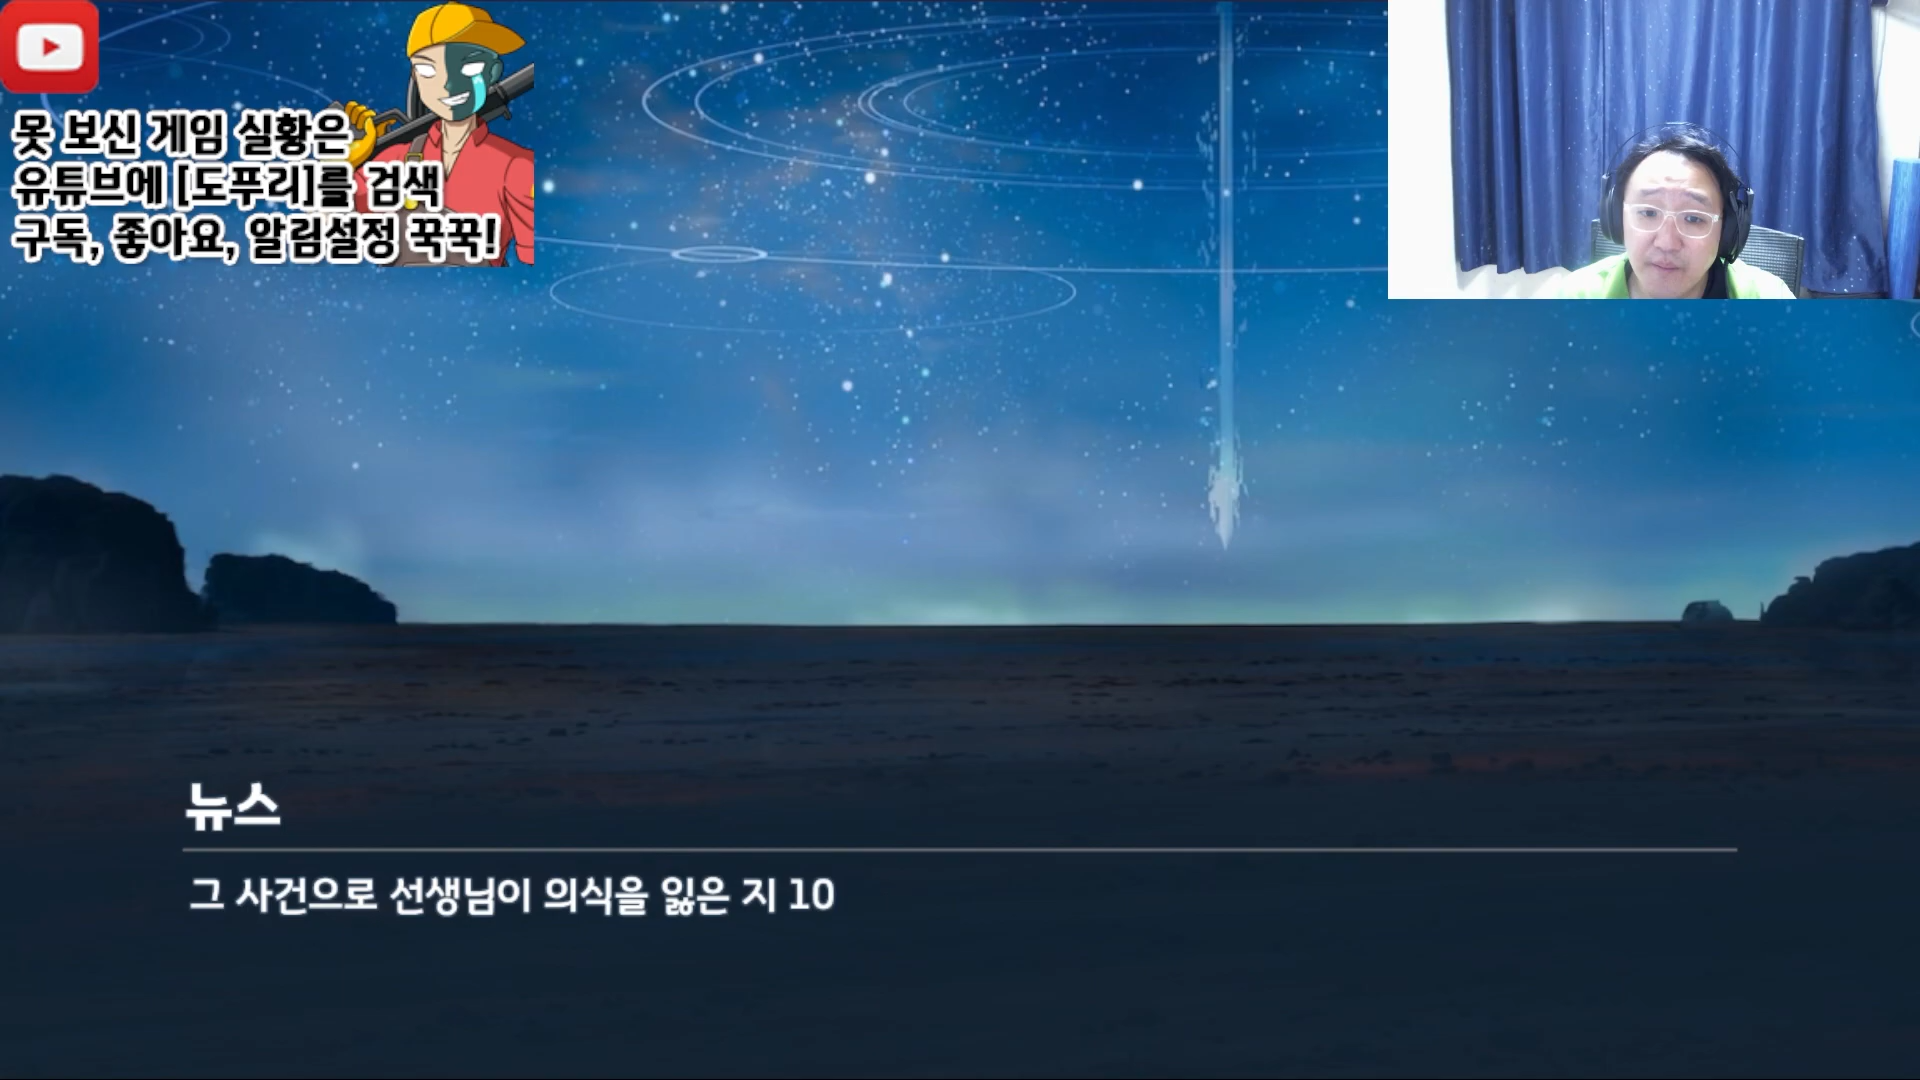 못 보신 게임 실황은
유튜브에 [도푸리]를 검색
구독, 좋아요, 알림설정 꾹꾹!
뉴스
그 사건으로 선생님이 의식을 잃은 지 10